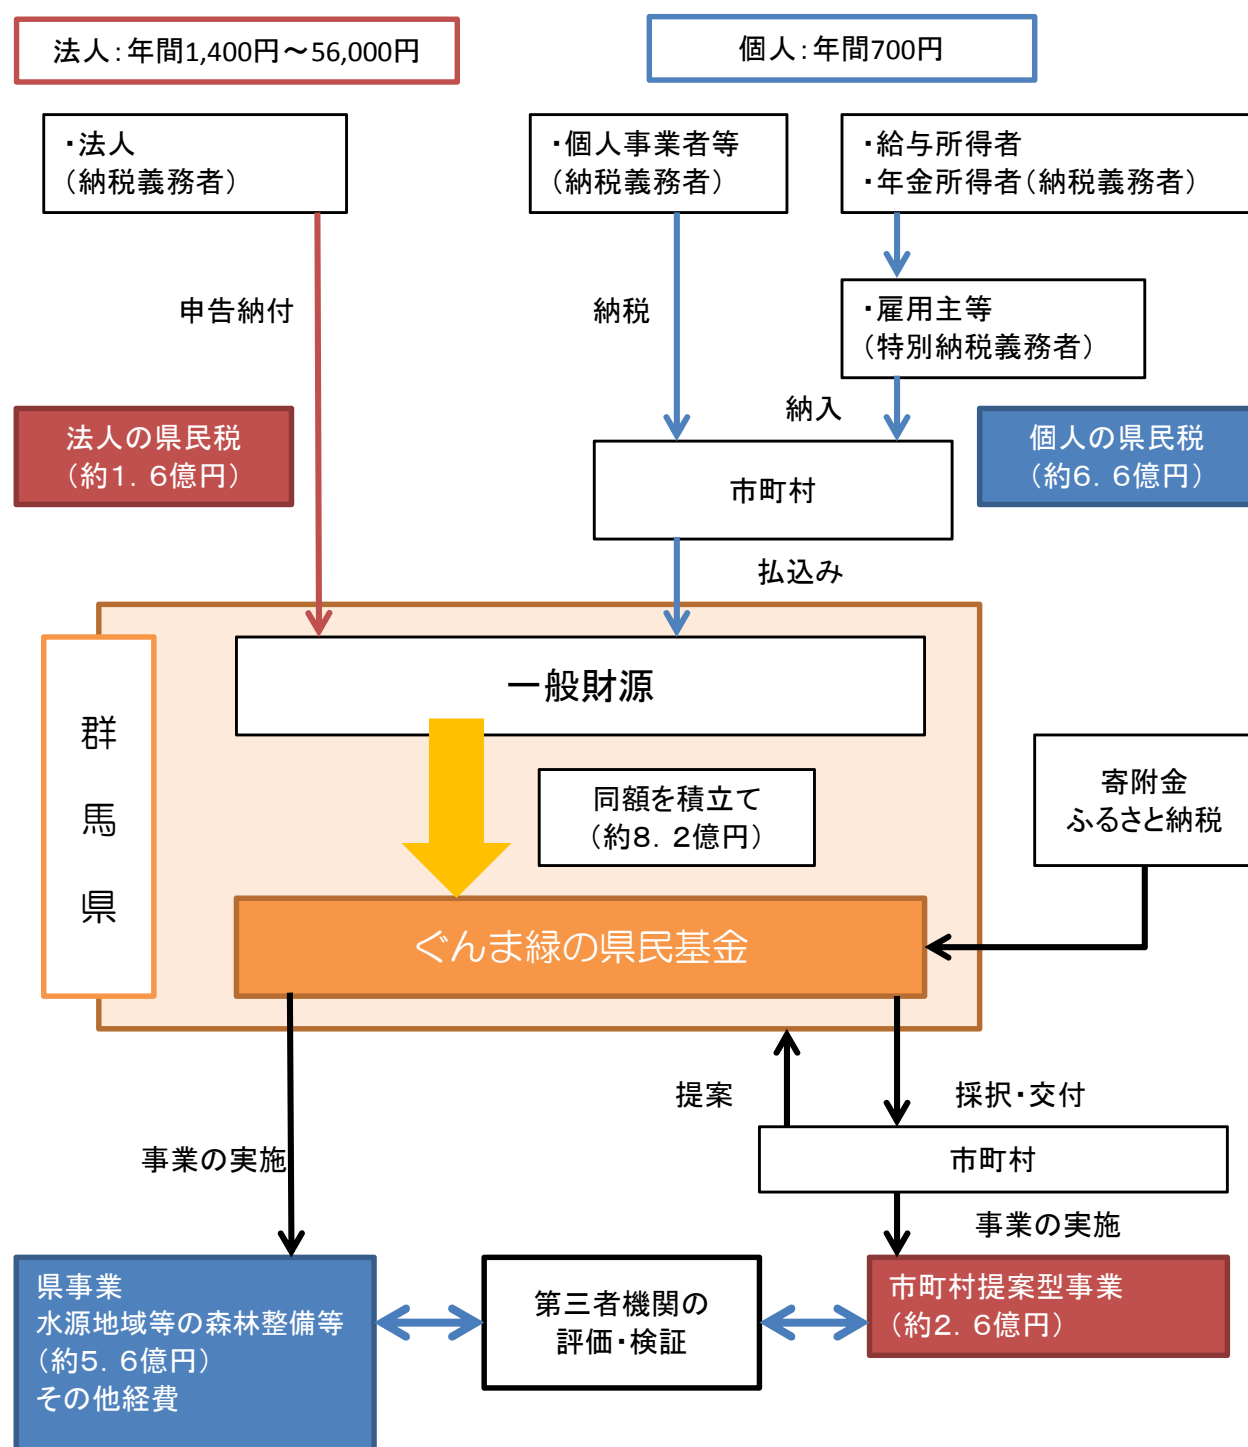 法人：年間1,400円～56,000円
個人：年間700円
・法人
（納税義務者）
・個人事業者等
（納税義務者）
・給与所得者
・年金所得者（納税義務者）
申告納付
納税
・雇用主等
（特別納税義務者）
納入
法人の県民税
（約１．６億円）
個人の県民税
（約６．６億円）
市町村
払込み
群馬県
一般財源
同額を積立て
（約８．２億円）
寄附金
ふるさと納税
ぐんま緑の県民基金
提案
採択・交付
事業の実施
市町村
事業の実施
県事業
水源地域等の森林整備等
（約５．６億円）
その他経費
第三者機関の
評価・検証
市町村提案型事業
（約２．６億円）